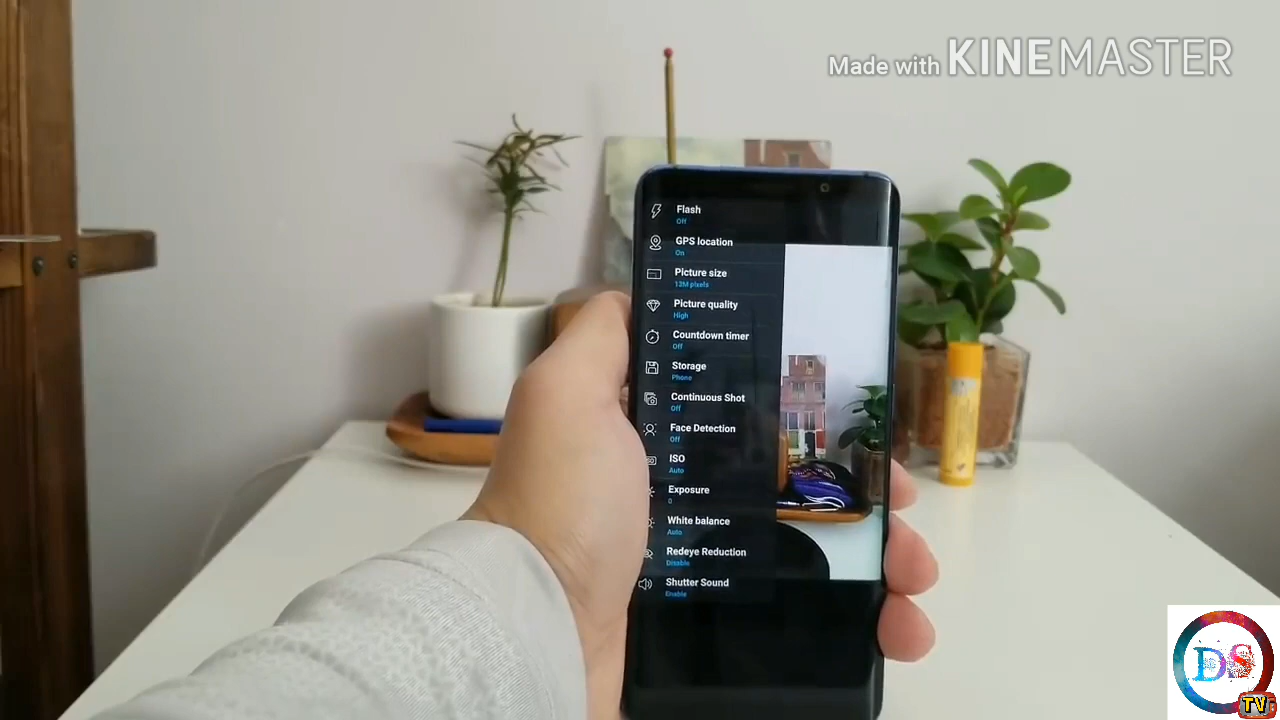 Made with KINEMASTER
Flash
Off
GPS location
On
Picture size
13M pixels
Picture quality
High
Countdown timer
Off
Storage
Phone
Continuous Shot
Off
Face Detection
Off
ISO
Auto
Exposure
0
White balance
Auto
Redeye Reduction
Disable
Shutter Sound
Enable
DS
TV